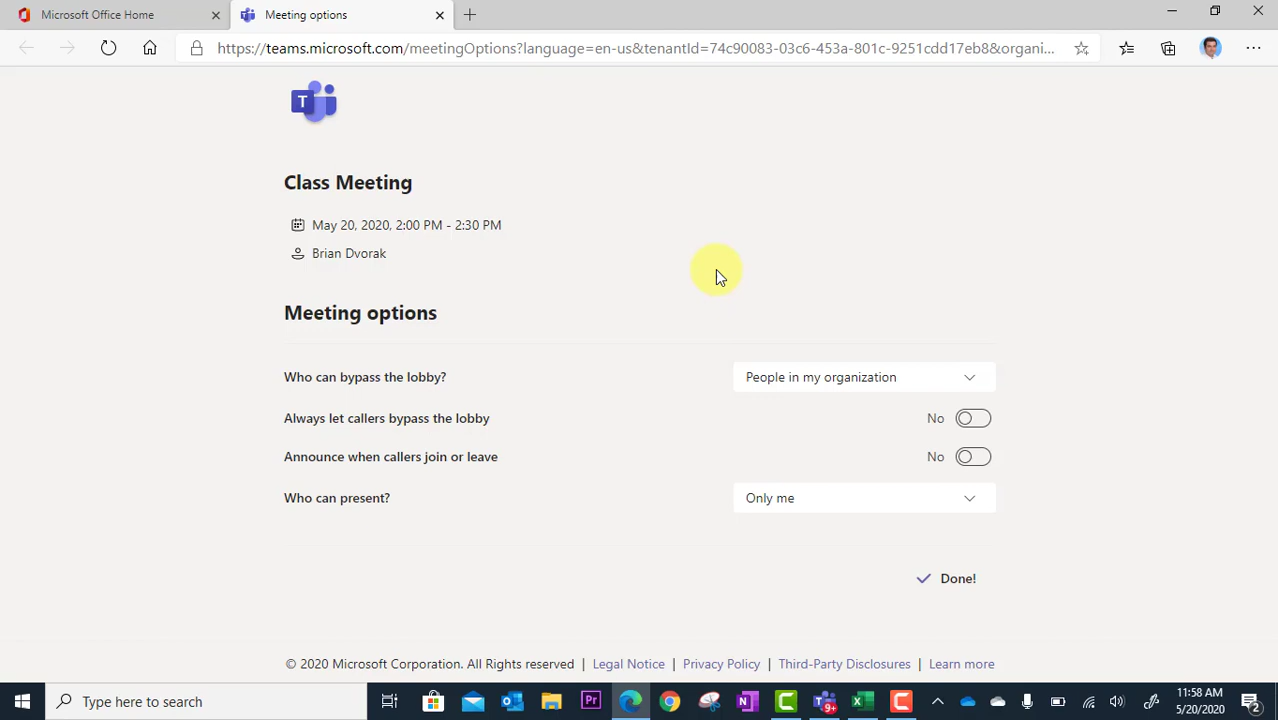 Microsoft Office Home
Meeting options
https://teams.microsoft.com/meetingOptions?language=en-us&tenantId=74c90083-03c6-453a-801c-9251cdd17eb8&organi...
T
Class Meeting
May 20, 2020, 2:00 PM - 2:30 PM
Brian Dvorak
Meeting options
Who can bypass the lobby? People in my organization
Always let callers bypass the lobby No
Announce when callers join or leave No
Who can present? Only me
Done!
© 2020 Microsoft Corporation. All Rights reserved | Legal Notice | Privacy Policy | Third-Party Disclosures | Learn more
Type here to search
Pr
9+
11:58 AM
5/20/2020
2